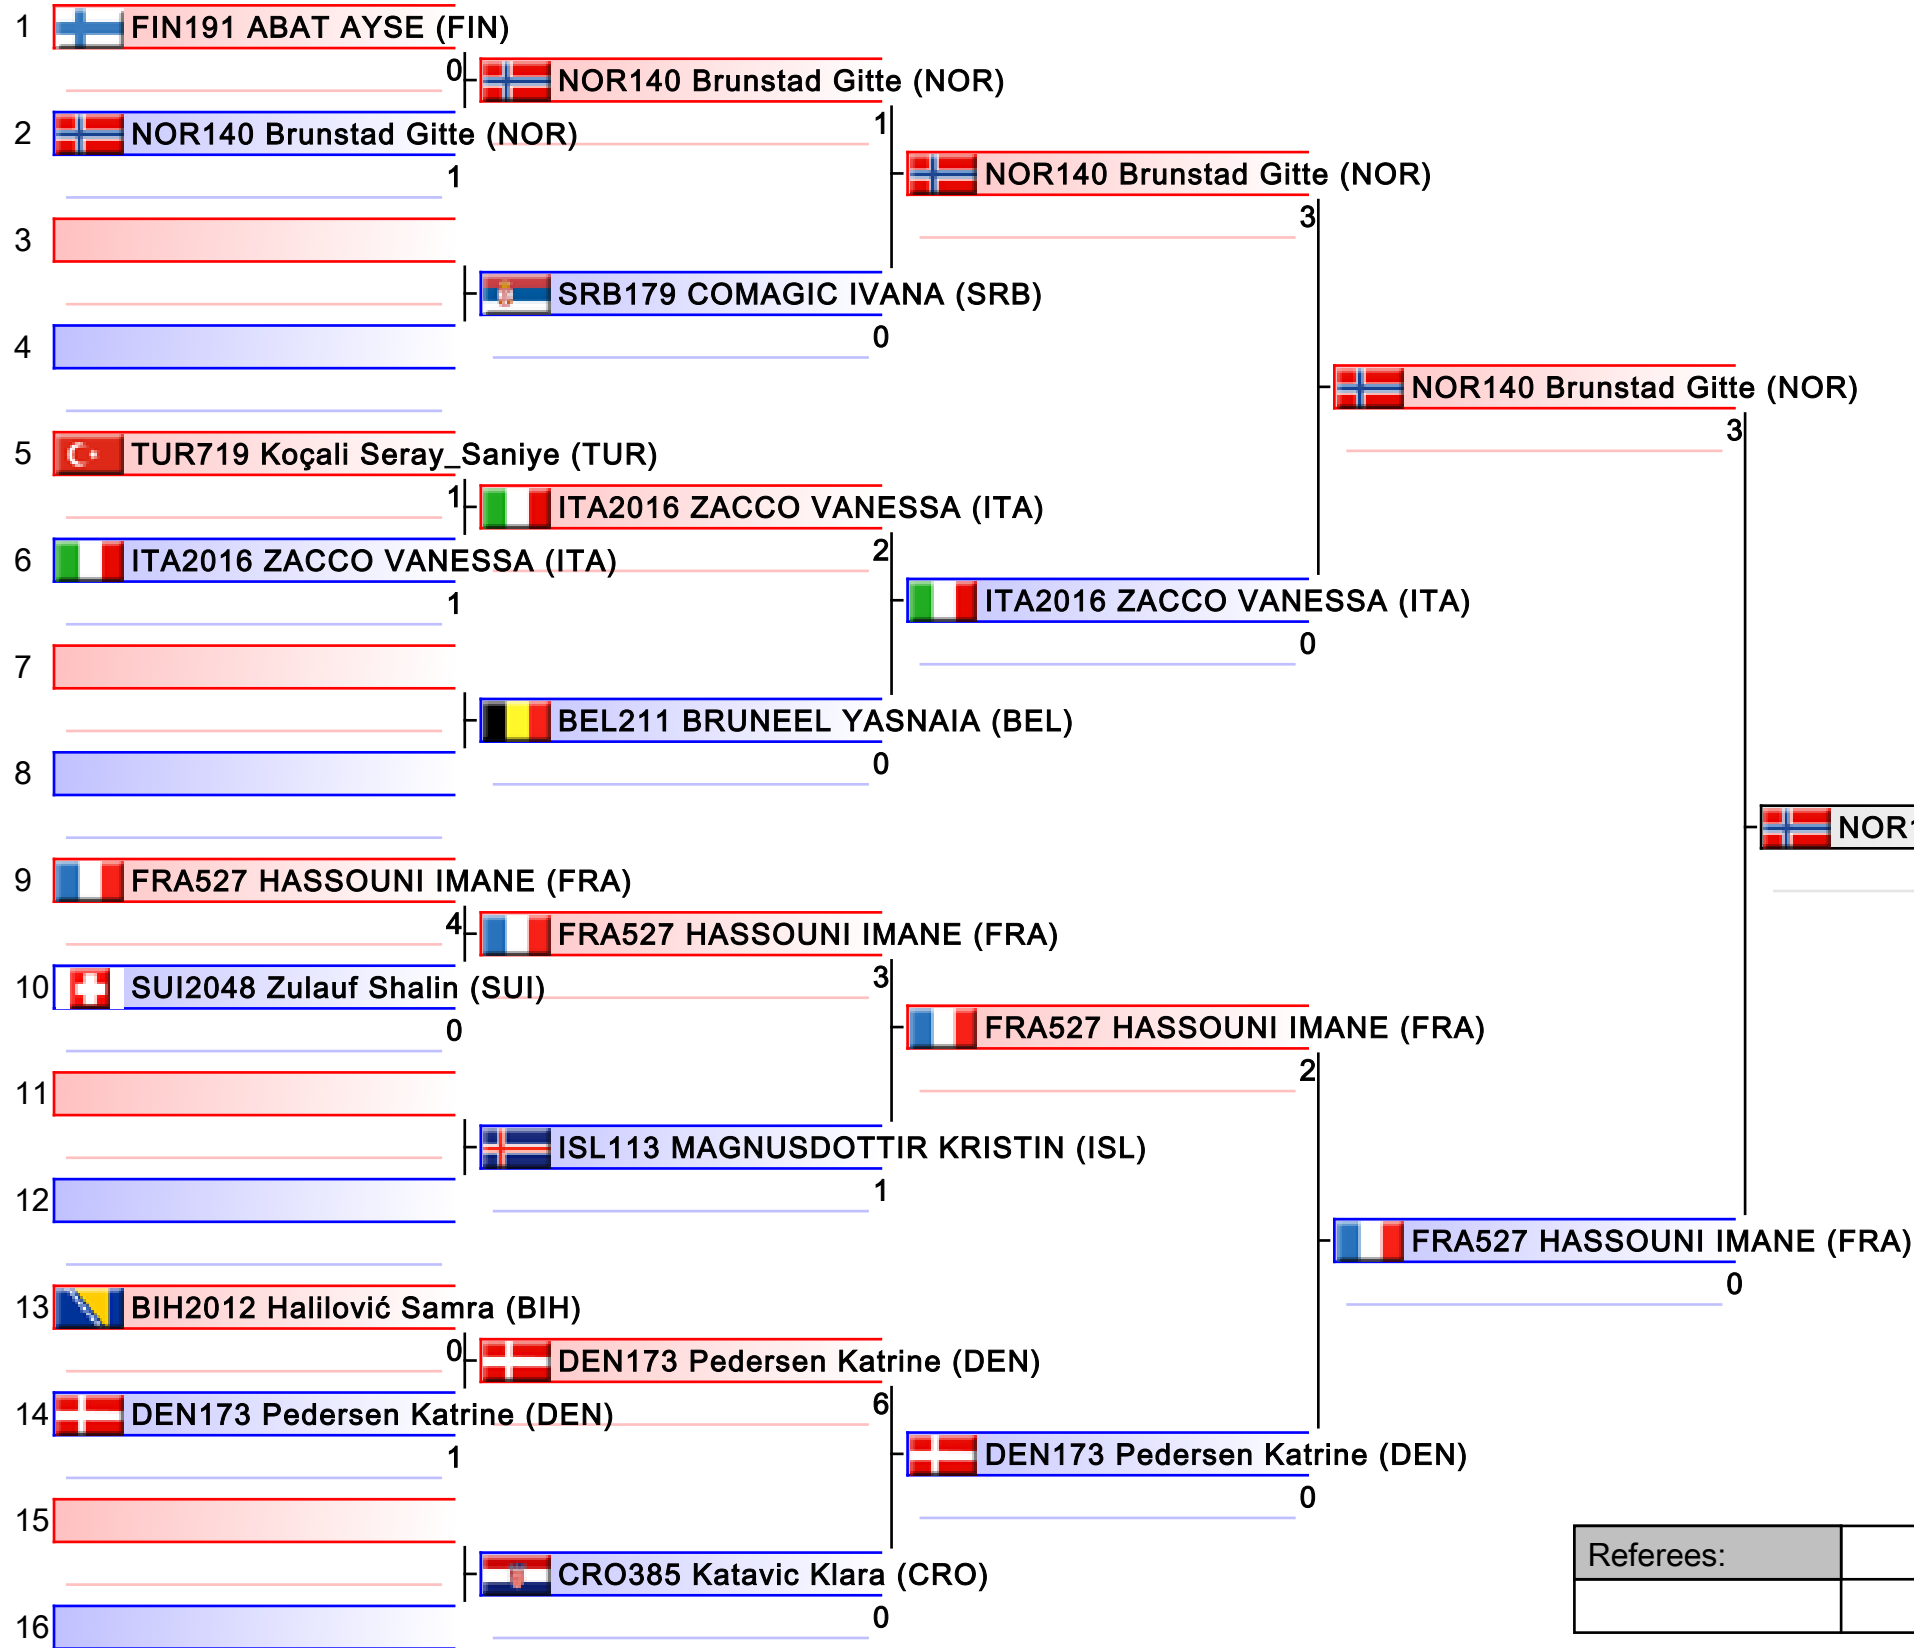 1 FIN191 ABAT AYSE (FIN)
0
NOR140 Brunstad Gitte (NOR)
1
2 NOR140 Brunstad Gitte (NOR)
1
NOR140 Brunstad Gitte (NOR)
3
3
SRB179 COMAGIC IVANA (SRB)
0
4
NOR140 Brunstad Gitte (NOR)
3
5 TUR719 Koçali Seray_Saniye (TUR)
1
ITA2016 ZACCO VANESSA (ITA)
2
6 ITA2016 ZACCO VANESSA (ITA)
1
ITA2016 ZACCO VANESSA (ITA)
0
7
BEL211 BRUNEEL YASNAIA (BEL)
0
8
NOR1
9 FRA527 HASSOUNI IMANE (FRA)
4
FRA527 HASSOUNI IMANE (FRA)
3
10 SUI2048 Zulauf Shalin (SUI)
0
FRA527 HASSOUNI IMANE (FRA)
2
11
ISL113 MAGNUSDOTTIR KRISTIN (ISL)
1
12
FRA527 HASSOUNI IMANE (FRA)
0
13 BIH2012 Halilović Samra (BIH)
0
DEN173 Pedersen Katrine (DEN)
6
14 DEN173 Pedersen Katrine (DEN)
1
DEN173 Pedersen Katrine (DEN)
0
15
CRO385 Katavic Klara (CRO)
0
16
Referees: